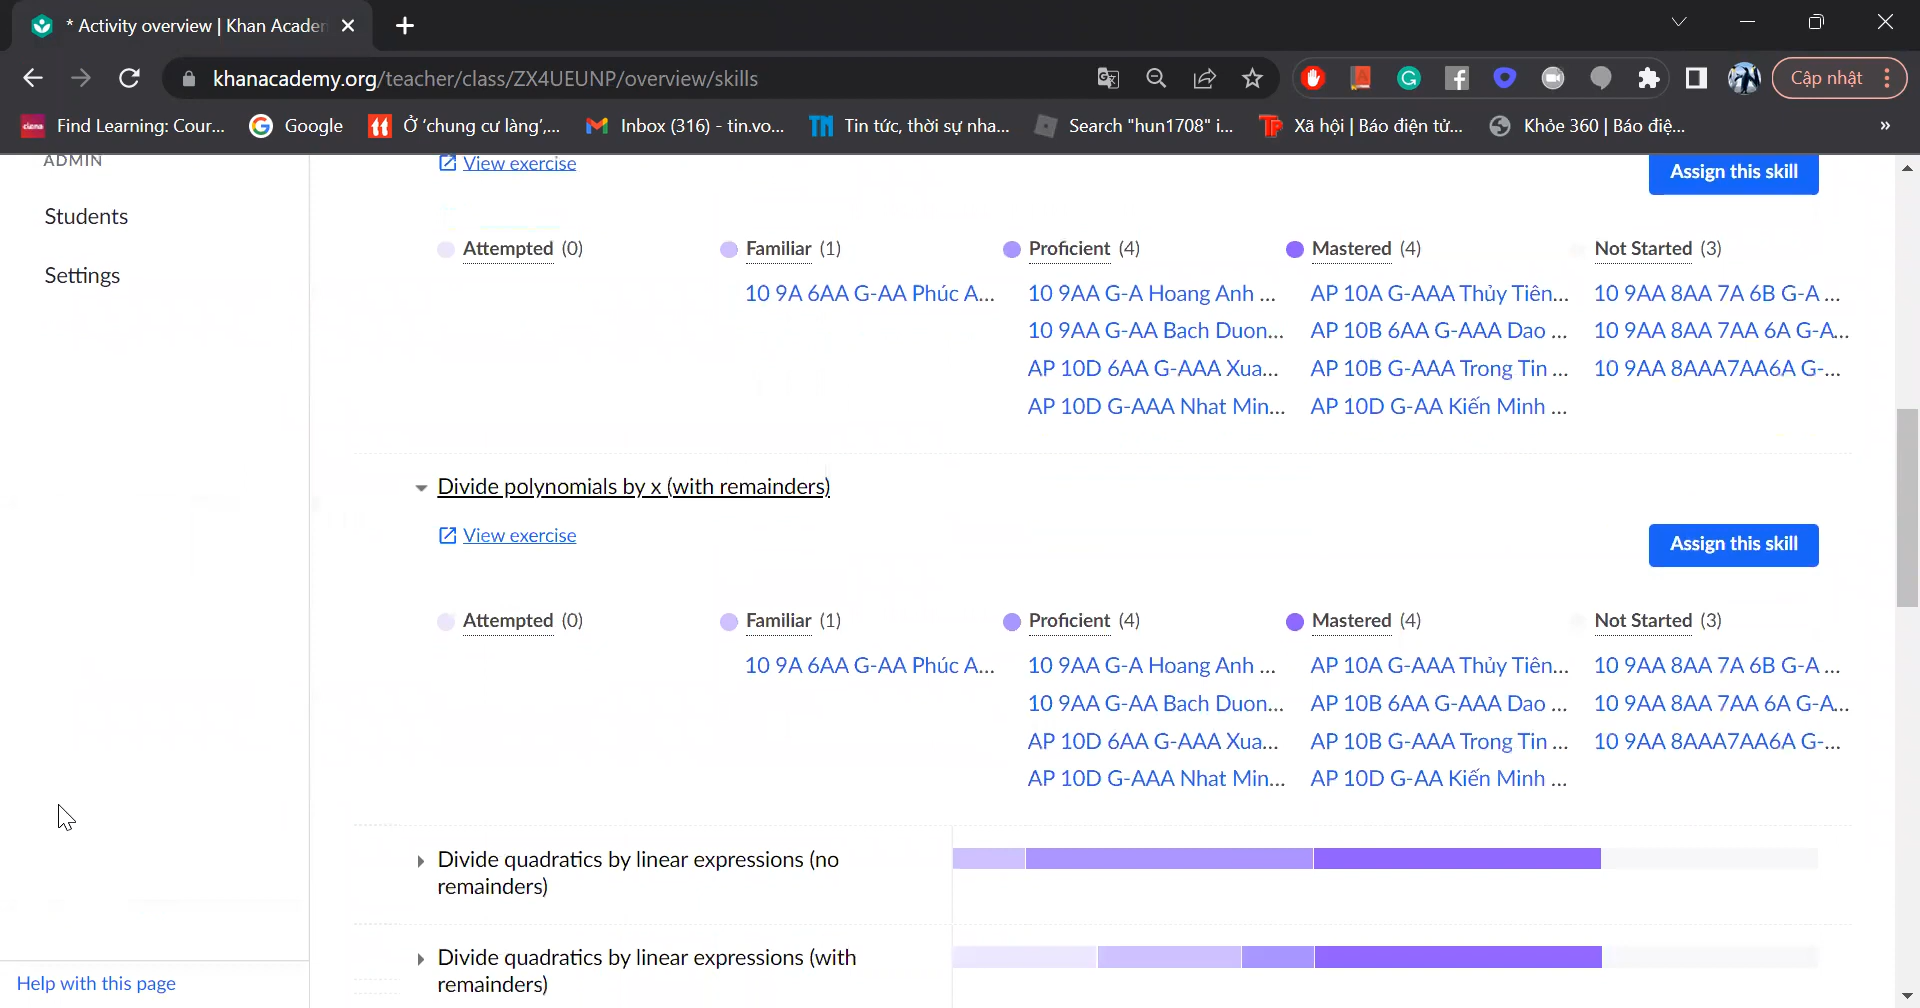 * Activity overview | Khan Acader
khanacademy.org/teacher/class/ZX4UEUNP/overview/skills
Cập nhật
ciena
Find Learning: Cour...
Google
Ở 'chung cư làng',...
Inbox (316) - tin.vo...
Tin tức, thời sự nha...
Search "hun1708" i...
Xã hội | Báo điện tử...
Khỏe 360 | Báo điệ...
»
ADMIN
Students
Settings
Help with this page
View exercise
Assign this skill
Attempted (0)
Familiar (1)
Proficient (4)
Mastered (4)
Not Started (3)
10 9A 6AA G-AA Phúc A...
10 9AA G-A Hoang Anh ...
AP 10A G-AAA Thủy Tiên...
10 9AA 8AA 7A 6B G-A ...
10 9AA G-AA Bach Duon...
AP 10B 6AA G-AAA Dao ...
10 9AA 8AA 7AA 6A G-A...
AP 10D 6AA G-AAA Xua...
AP 10B G-AAA Trong Tin ...
10 9AA 8AAA7AA6A G-...
AP 10D G-AAA Nhat Min...
AP 10D G-AA Kiến Minh ...
Divide polynomials by x (with remainders)
View exercise
Assign this skill
Attempted (0)
Familiar (1)
Proficient (4)
Mastered (4)
Not Started (3)
10 9A 6AA G-AA Phúc A...
10 9AA G-A Hoang Anh ...
AP 10A G-AAA Thủy Tiên...
10 9AA 8AA 7A 6B G-A ...
10 9AA G-AA Bach Duon...
AP 10B 6AA G-AAA Dao ...
10 9AA 8AA 7AA 6A G-A...
AP 10D 6AA G-AAA Xua...
AP 10B G-AAA Trong Tin ...
10 9AA 8AAA7AA6A G-...
AP 10D G-AAA Nhat Min...
AP 10D G-AA Kiến Minh ...
Divide quadratics by linear expressions (no
remainders)
Divide quadratics by linear expressions (with
remainders)